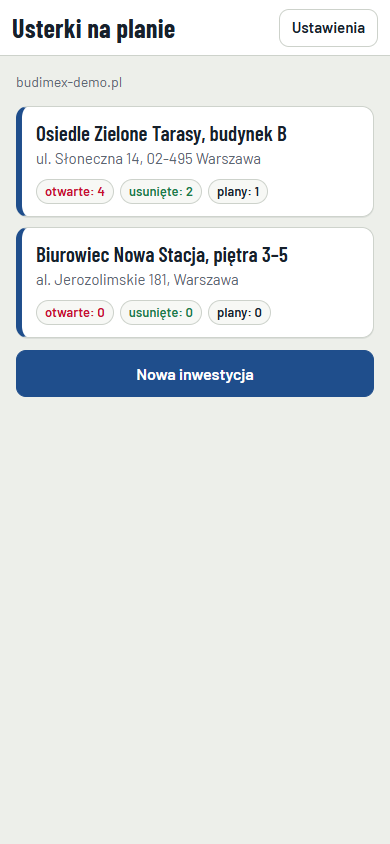 Usterki na planie
Ustawienia
budimex-demo.pl
Osiedle Zielone Tarasy, budynek B
ul. Słoneczna 14, 02-495 Warszawa
otwarte: 4 usunięte: 2 plany: 1
Biurowiec Nowa Stacja, piętra 3–5
al. Jerozolimskie 181, Warszawa
otwarte: 0 usunięte: 0 plany: 0
Nowa inwestycja